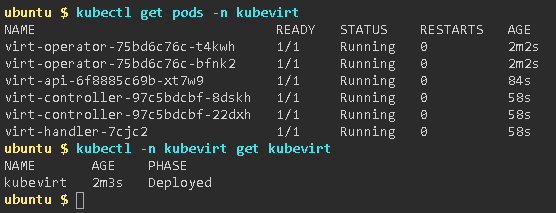 ubuntu $ kubectl get pods -n kubevirt
NAME READY STATUS RESTARTS AGE
virt-operator-75bd6c76c-t4kwh 1/1 Running 0 2m2s
virt-operator-75bd6c76c-bfnk2 1/1 Running 0 2m2s
virt-api-6f8885c69b-xt7w9 1/1 Running 0 84s
virt-controller-97c5bdcbf-8dskh 1/1 Running 0 58s
virt-controller-97c5bdcbf-22dxh 1/1 Running 0 58s
virt-handler-7cjc2 1/1 Running 0 58s
ubuntu $ kubectl -n kubevirt get kubevirt
NAME AGE PHASE
kubevirt 2m3s Deployed
ubuntu $